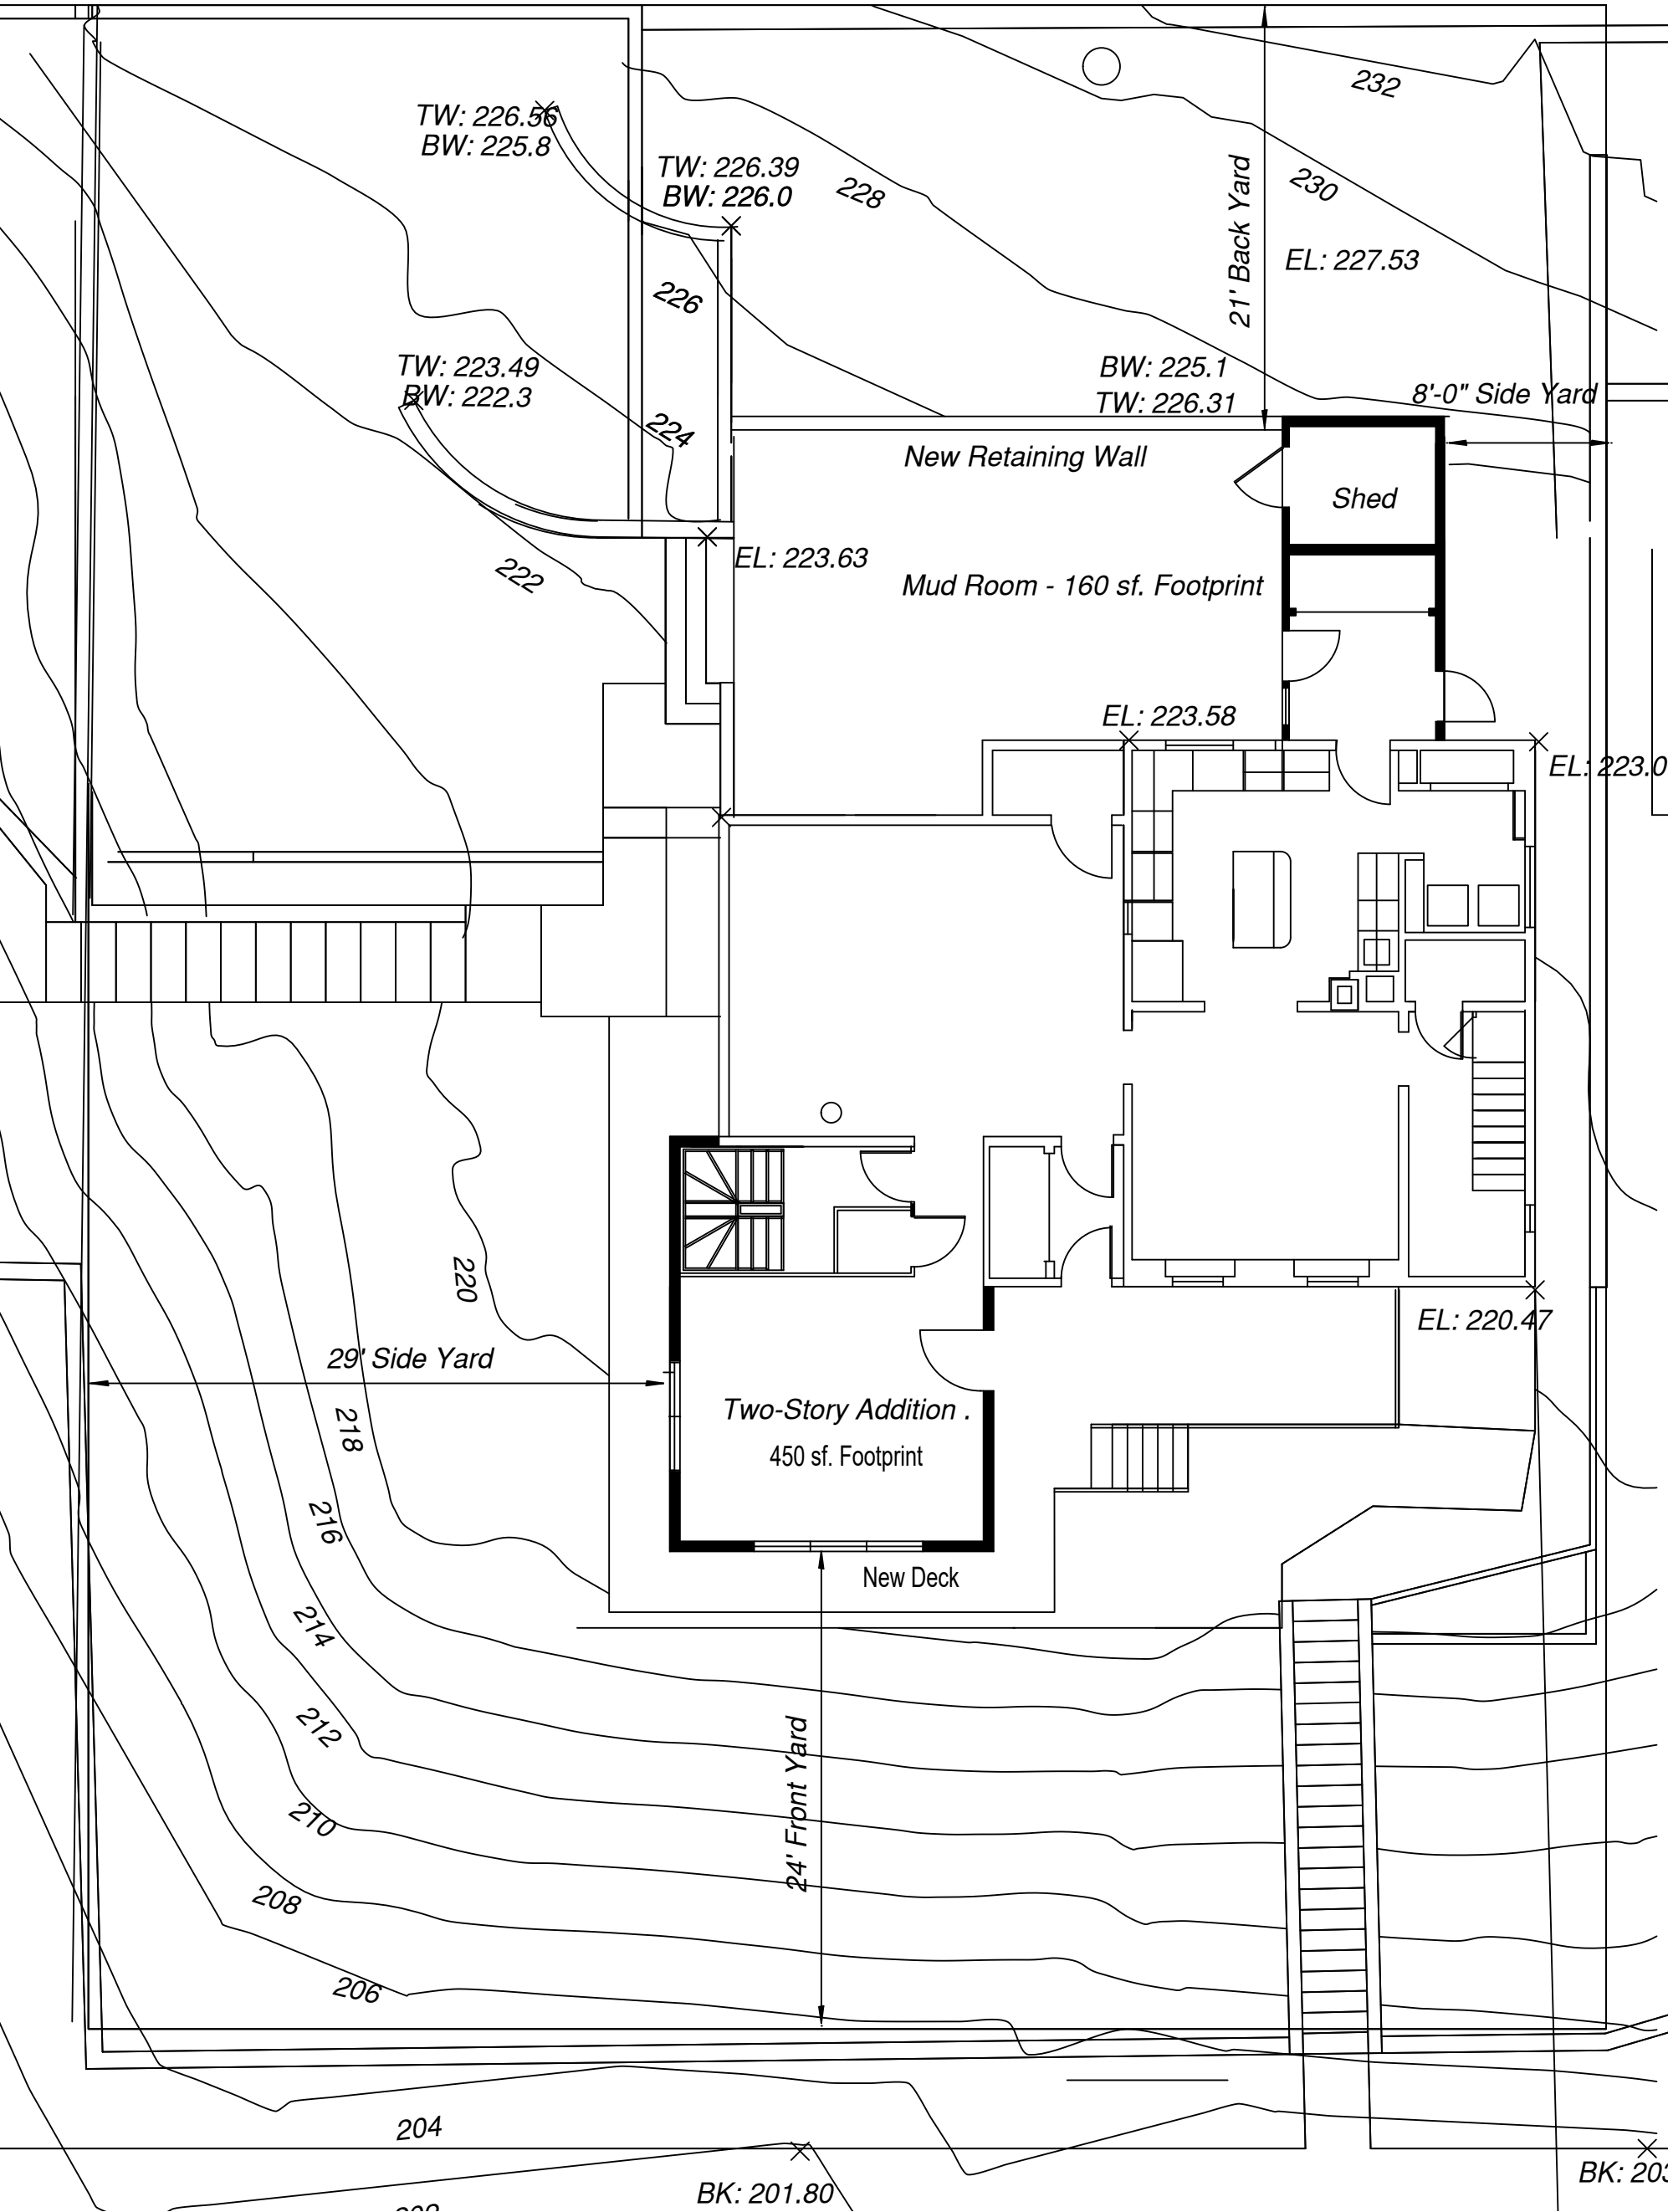 232
TW: 226.56
BW: 225.8
TW: 226.39
BW: 226.0
228
230
21' Back Yard
EL: 227.53
226
TW: 223.49
BW: 222.3
BW: 225.1
TW: 226.31
8'-0" Side Yard
224
New Retaining Wall
Shed
EL: 223.63
222
Mud Room - 160 sf. Footprint
EL: 223.58
EL: 223.0
220
EL: 220.47
29' Side Yard
Two-Story Addition .
218
450 sf. Footprint
216
New Deck
214
212
24' Front Yard
210
208
206
204
BK: 201.80
BK: 203